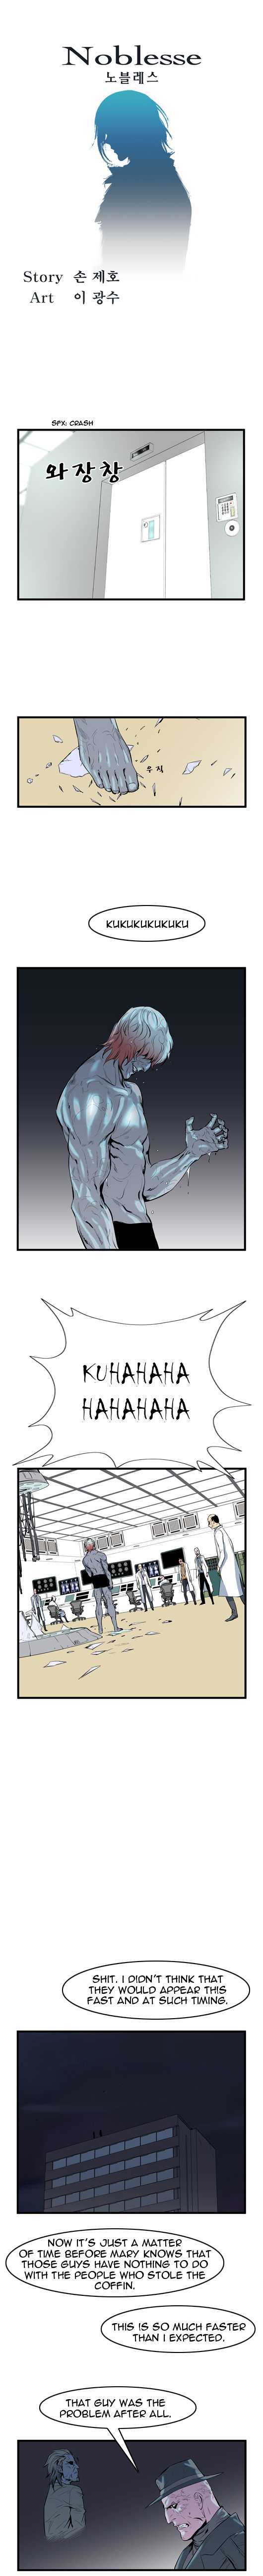 Noblesse
노블레스
Story 손 제호
Art 이 광수
SFX: CRASH
와장창
우직
KUKUKUKUKUKU
KUHAHAHA
HAHAHAHA
SHIT. I DIDN'T THINK THAT
THEY WOULD APPEAR THIS
FAST AND AT SUCH TIMING.
NOW IT'S JUST A MATTER
OF TIME BEFORE MARY KNOWS THAT
THOSE GUYS HAVE NOTHING TO DO
WITH THE PEOPLE WHO STOLE THE
COFFIN.
THIS IS SO MUCH FASTER
THAN I EXPECTED.
THAT GUY WAS THE
PROBLEM AFTER ALL.